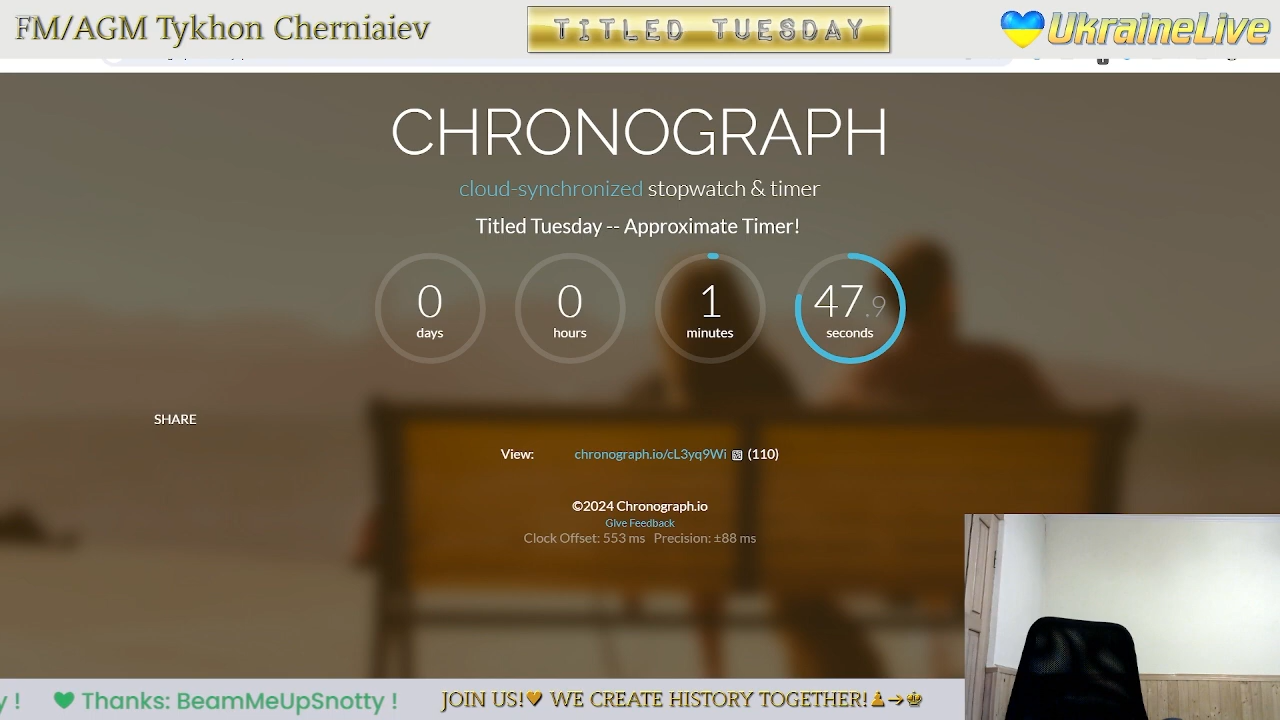 FM/AGM Tykhon Cherniaiev
TITLED TUESDAY
UkraineLive
CHRONOGRAPH
cloud-synchronized stopwatch & timer
Titled Tuesday -- Approximate Timer!
0 days
0 hours
1 minutes
47.9 seconds
SHARE
View: chronograph.io/cL3yq9Wi (110)
©2024 Chronograph.io
Give Feedback
Clock Offset: 553 ms Precision: ±88 ms
y ! 💚 Thanks: BeamMeUpSnotty !
JOIN US!🧡 WE CREATE HISTORY TOGETHER!♟→♚